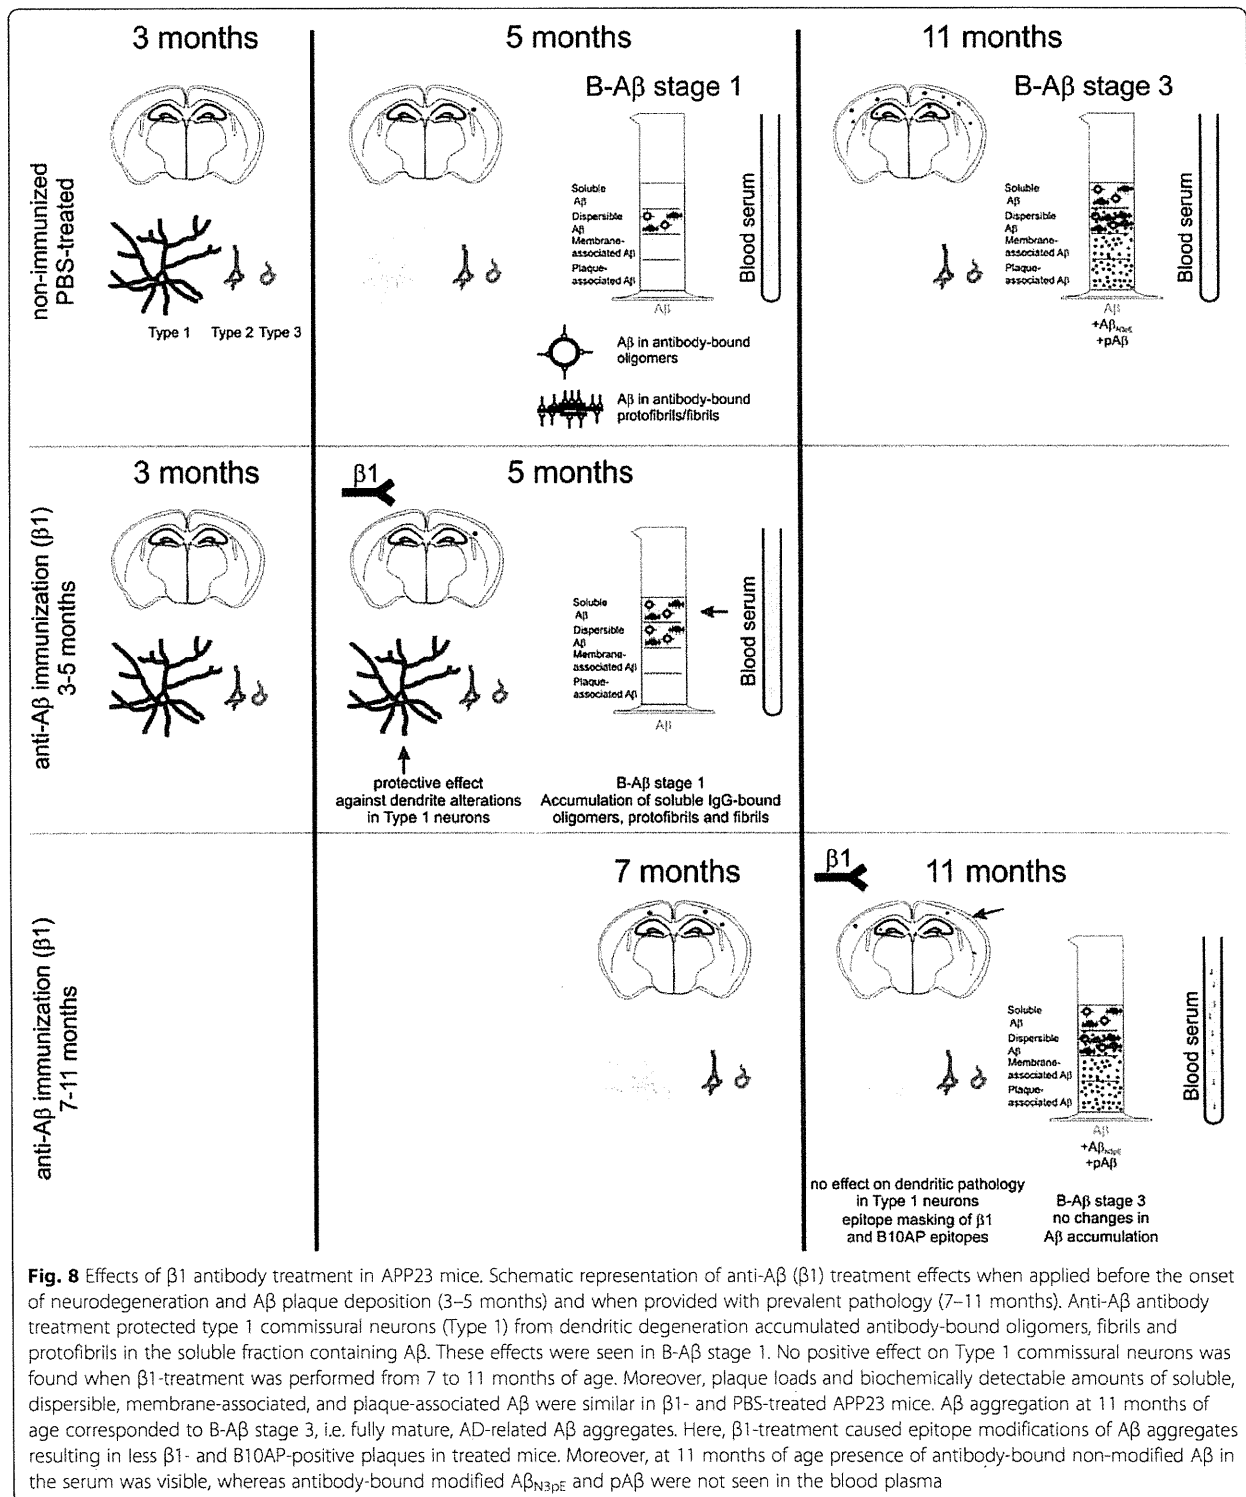 3 months
5 months
11 months
B-Aβ stage 1
B-Aβ stage 3
non-immunized
PBS-treated
Soluble
Aβ
Dispersible
Aβ
Membrane-
associated Aβ
Plaque-
associated Aβ
Aβ
Blood serum
Soluble
Aβ
Dispersible
Aβ
Membrane-
associated Aβ
Plaque-
associated Aβ
Aβ
+AβN3pE
+pAβ
Blood serum
Type 1 Type 2 Type 3
Aβ in antibody-bound
oligomers
Aβ in antibody-bound
protofibrils/fibrils
3 months
β1
5 months
anti-Aβ immunization (β1)
3-5 months
Soluble
Aβ
Dispersible
Aβ
Membrane-
associated Aβ
Plaque-
associated Aβ
Aβ
Blood serum
protective effect
against dendrite alterations
in Type 1 neurons
B-Aβ stage 1
Accumulation of soluble IgG-bound
oligomers, protofibrils and fibrils
7 months
β1
11 months
anti-Aβ immunization (β1)
7-11 months
Soluble
Aβ
Dispersible
Aβ
Membrane-
associated Aβ
Plaque-
associated Aβ
Aβ
+AβN3pE
+pAβ
Blood serum
no effect on dendritic pathology
in Type 1 neurons
epitope masking of β1
and B10AP epitopes
B-Aβ stage 3
no changes in
Aβ accumulation
Fig. 8 Effects of β1 antibody treatment in APP23 mice. Schematic representation of anti-Aβ (β1) treatment effects when applied before the onset
of neurodegeneration and Aβ plaque deposition (3–5 months) and when provided with prevalent pathology (7–11 months). Anti-Aβ antibody
treatment protected type 1 commissural neurons (Type 1) from dendritic degeneration accumulated antibody-bound oligomers, fibrils and
protofibrils in the soluble fraction containing Aβ. These effects were seen in B-Aβ stage 1. No positive effect on Type 1 commissural neurons was
found when β1-treatment was performed from 7 to 11 months of age. Moreover, plaque loads and biochemically detectable amounts of soluble,
dispersible, membrane-associated, and plaque-associated Aβ were similar in β1- and PBS-treated APP23 mice. Aβ aggregation at 11 months of
age corresponded to B-Aβ stage 3, i.e. fully mature, AD-related Aβ aggregates. Here, β1-treatment caused epitope modifications of Aβ aggregates
resulting in less β1- and B10AP-positive plaques in treated mice. Moreover, at 11 months of age presence of antibody-bound non-modified Aβ in
the serum was visible, whereas antibody-bound modified AβN3pE and pAβ were not seen in the blood plasma